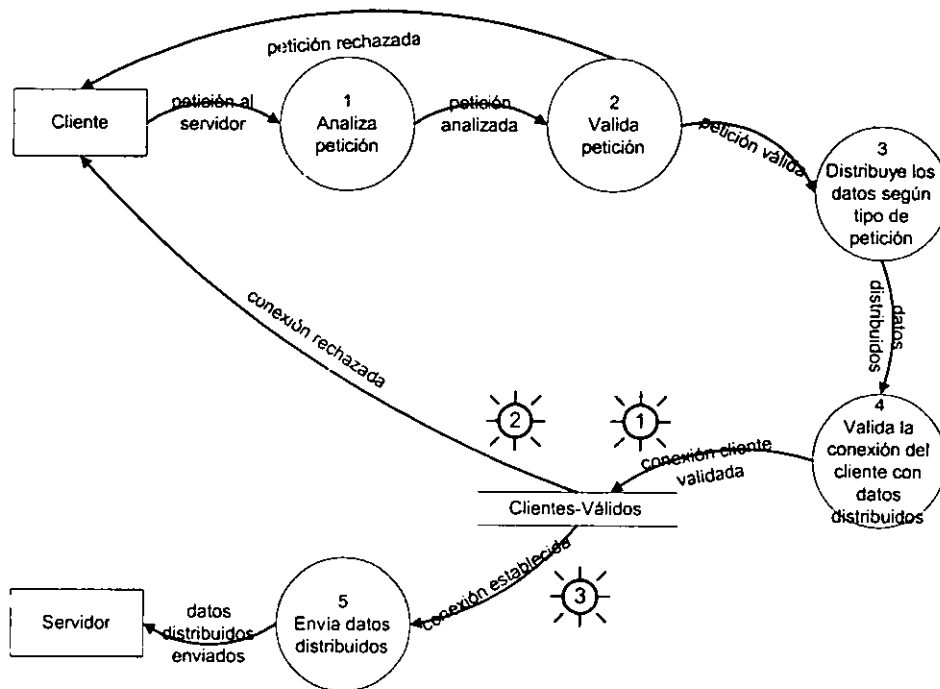 petición rechazada
Cliente
petición al
servidor
1
Analiza
petición
petición
analizada
2
Valida
petición
petición válida
3
Distribuye los
datos según
tipo de
petición
datos
distribuidos
conexión rechazada
2
1
4
Valida la
conexión del
cliente con
datos
distribuidos
conexión cliente
validada
Clientes-Válidos
conexión establecida
3
5
Envia datos
distribuidos
datos
distribuidos
enviados
Servidor